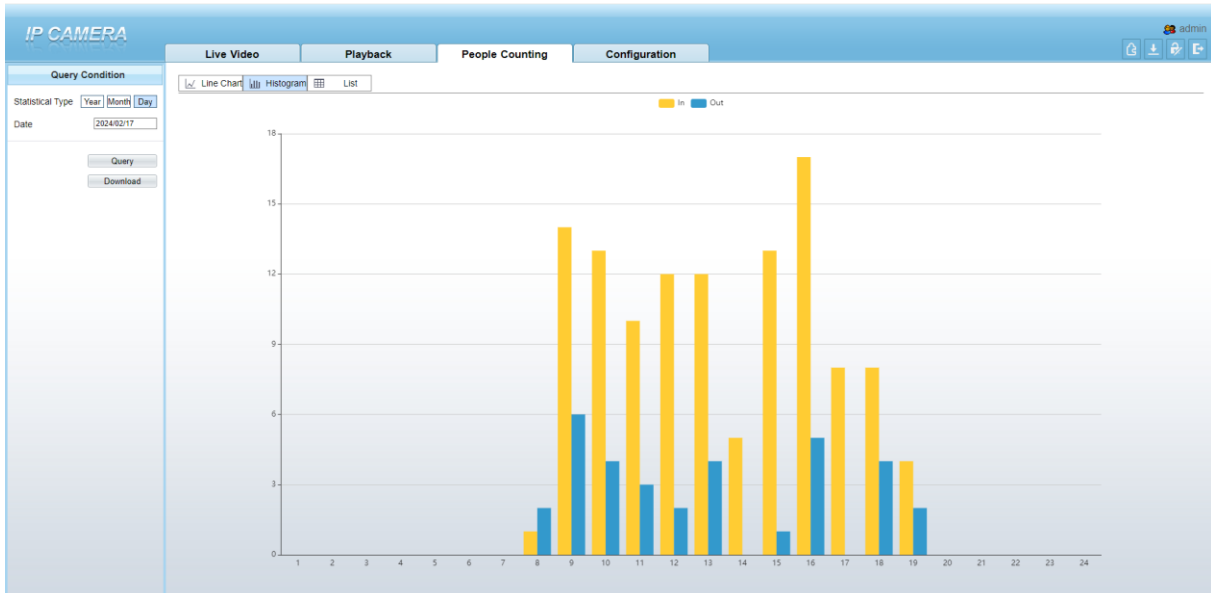 IP CAMERA
admin
Live Video Playback People Counting Configuration
Query Condition
Statistical Type Year Month Day
Date 2024/02/17
Query
Download
Line Chart Histogram List
In Out
18
15
12
9
6
3
0
1 2 3 4 5 6 7 8 9 10 11 12 13 14 15 16 17 18 19 20 21 22 23 24